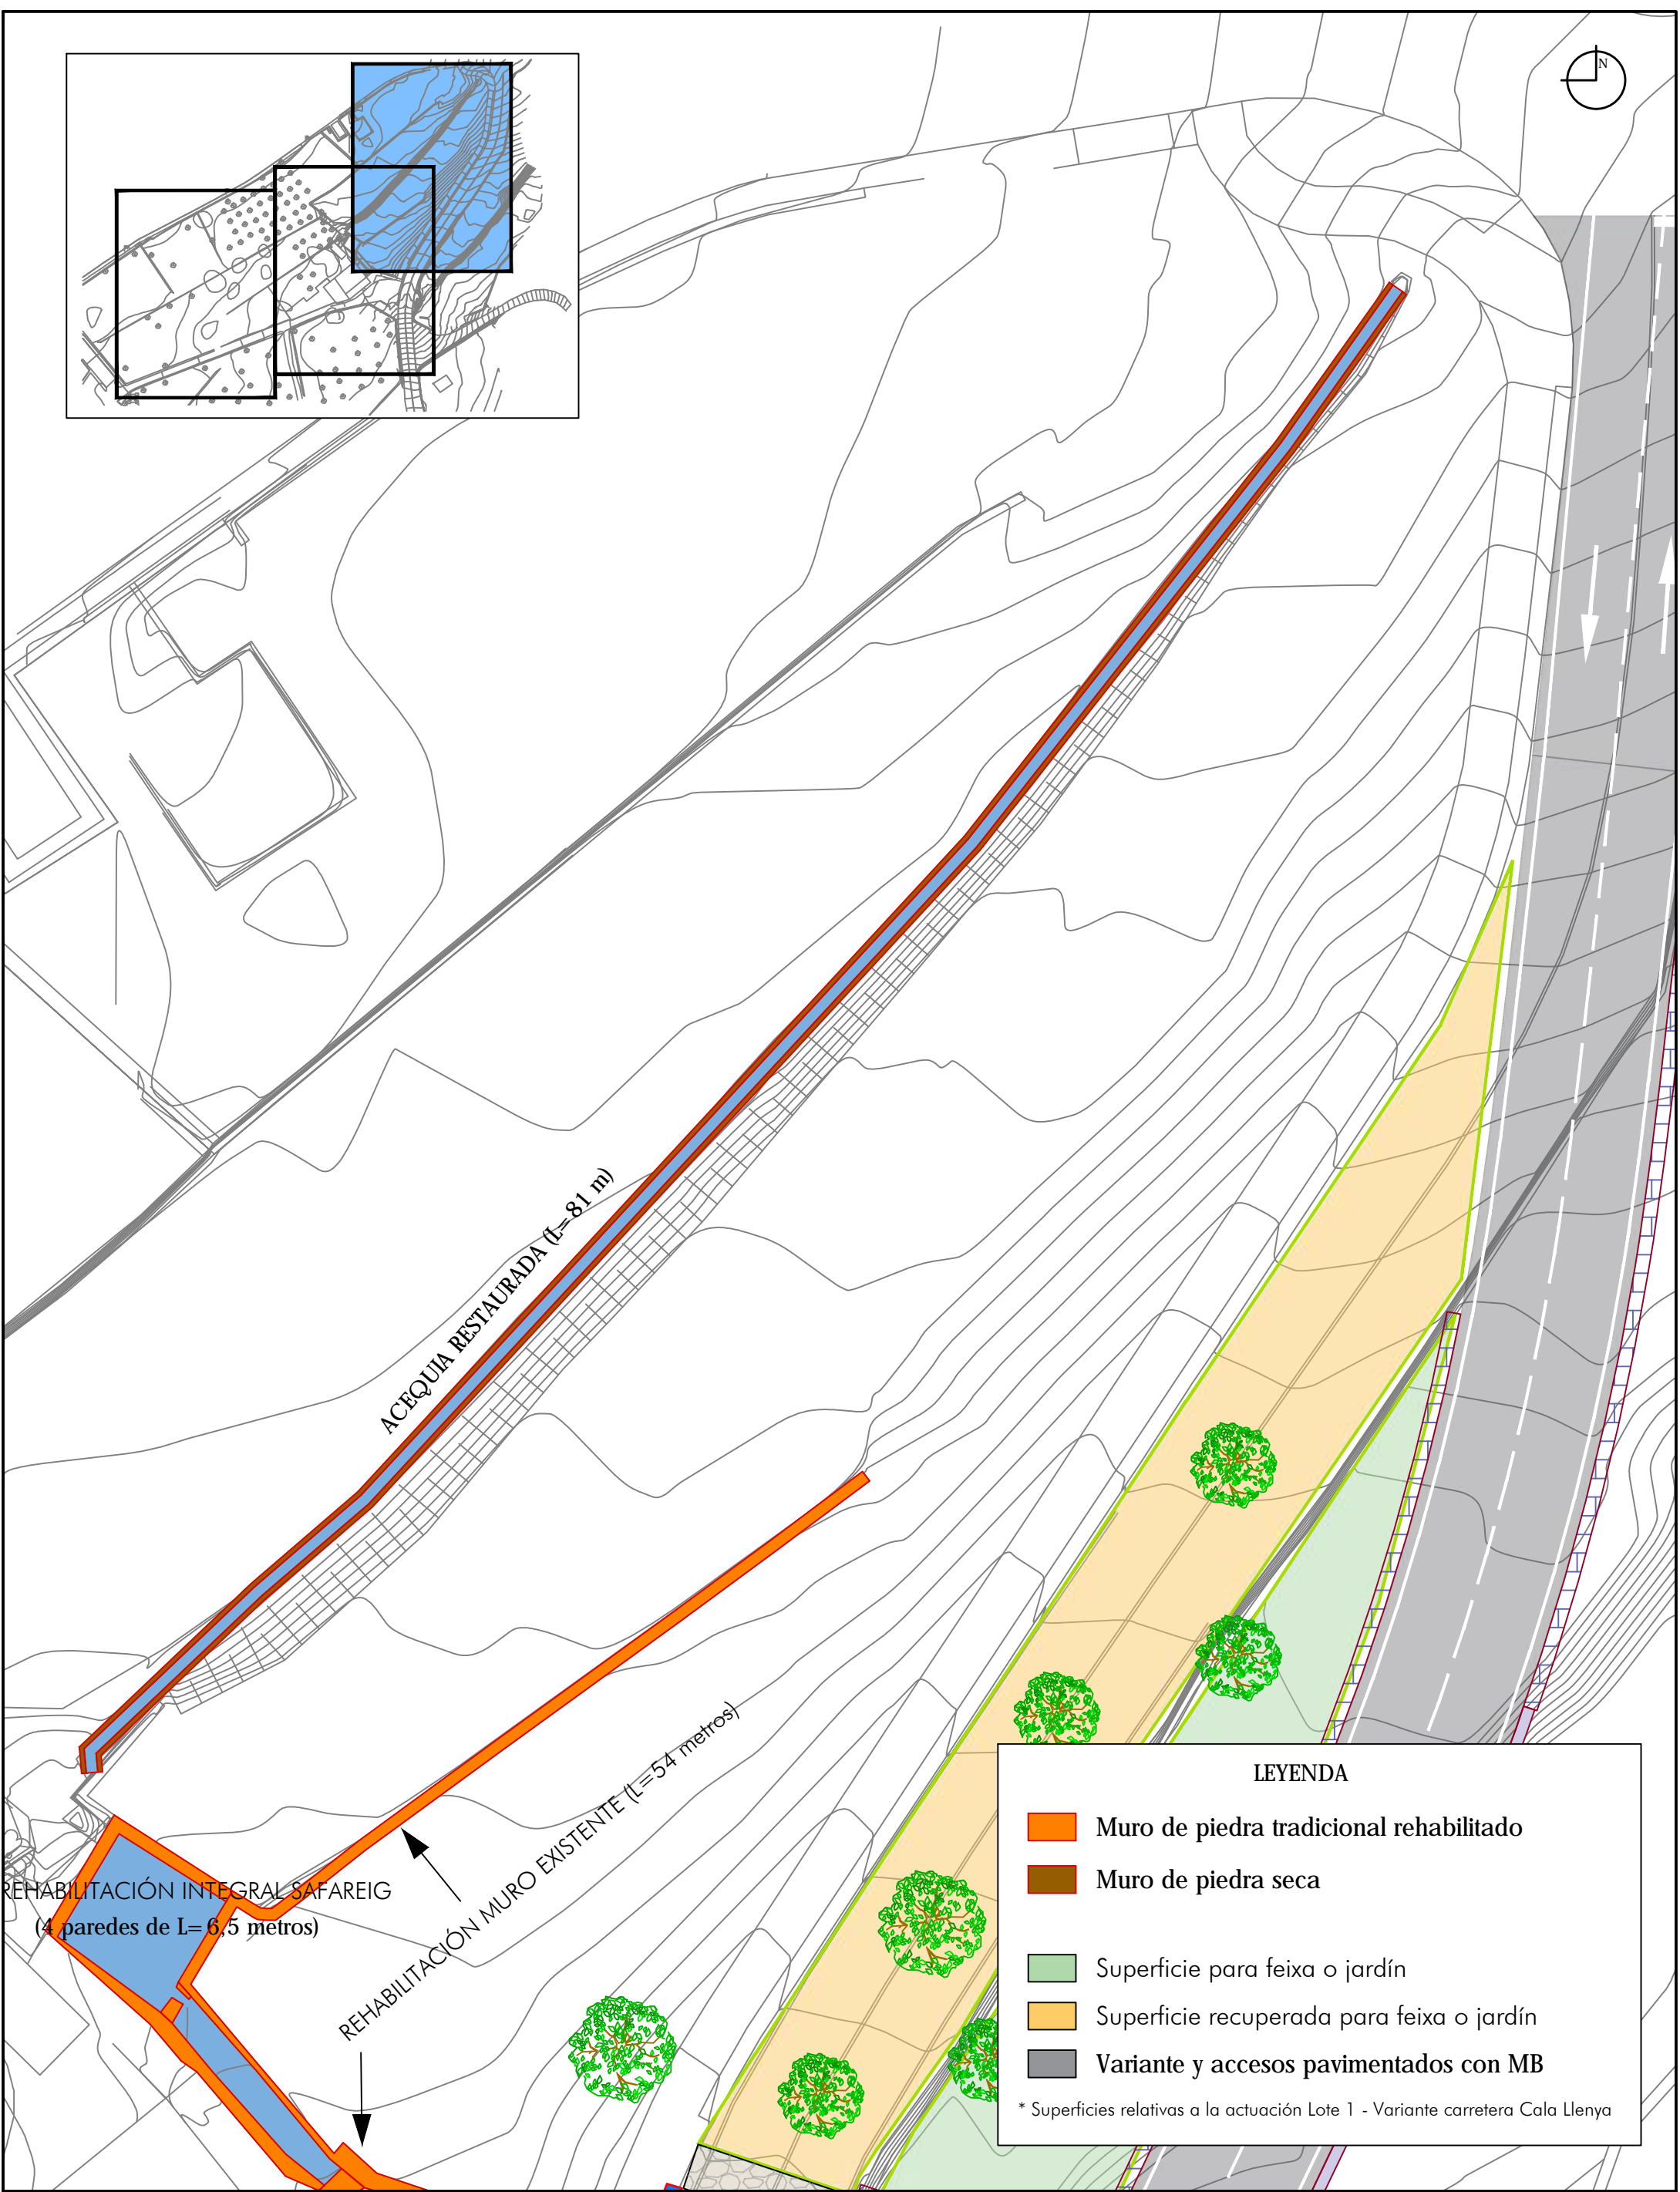 N
ACEQUIA RESTAURADA (L=81 m)
REHABILITACIÓN MURO EXISTENTE (L=54 metros)
REHABILITACIÓN INTEGRAL SAFAREIG
(4 paredes de L=6,5 metros)
LEYENDA
Muro de piedra tradicional rehabilitado
Muro de piedra seca
Superficie para feixa o jardín
Superficie recuperada para feixa o jardín
Variante y accesos pavimentados con MB
* Superficies relativas a la actuación Lote 1 - Variante carretera Cala Llenya